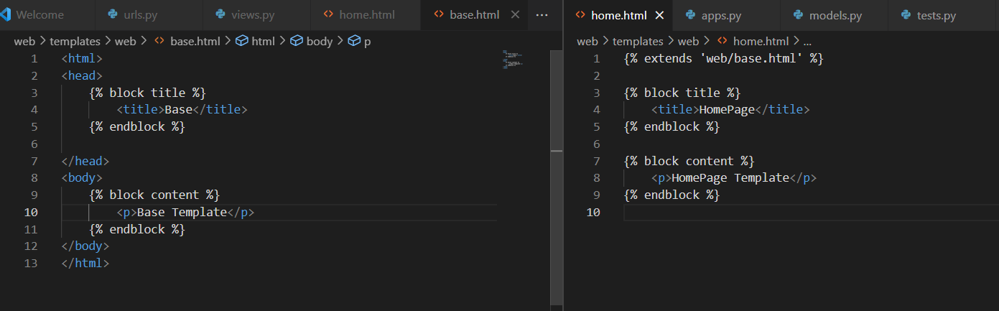 Welcome urls.py views.py home.html base.html
web > templates > web > base.html > html > body > p
1 <html>
2 <head>
3 {% block title %}
4 <title>Base</title>
5 {% endblock %}
6
7 </head>
8 <body>
9 {% block content %}
10 <p>Base Template</p>
11 {% endblock %}
12 </body>
13 </html>
home.html apps.py models.py tests.py
web > templates > web > home.html > ...
1 {% extends 'web/base.html' %}
2
3 {% block title %}
4 <title>HomePage</title>
5 {% endblock %}
6
7 {% block content %}
8 <p>HomePage Template</p>
9 {% endblock %}
10